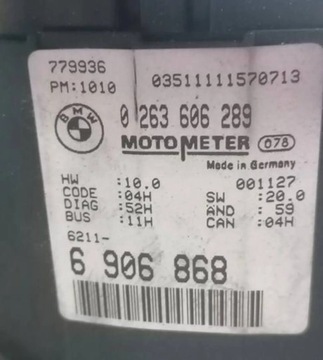 779936
PM:1010 03511111570713
BMW 0 263 606 289
MOTOMETER 078
Made in Germany
HW :10.0 001127
CODE :04H SW :20.0
DIAG :52H AND : 59
BUS :11H CAN :04H
6211-
6 906 868